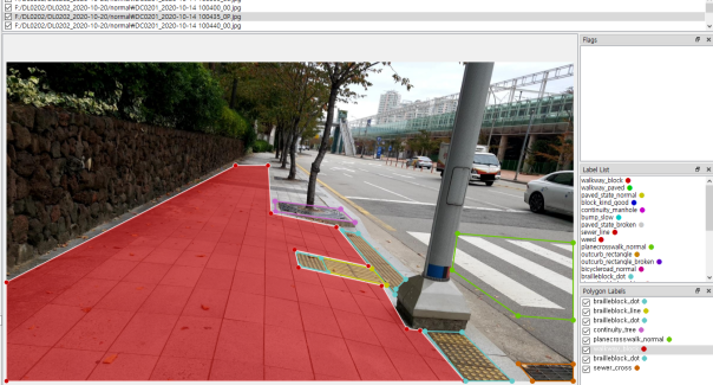 F:/DL0202/DL0202_2020-10-20/normal#DC0201_2020-10-14 100400_00.jpg
F:/DL0202/DL0202_2020-10-20/normal#DC0201_2020-10-14 100435_0P.jpg
F:/DL0202/DL0202_2020-10-20/normal#DC0201_2020-10-14 100440_00.jpg
Flags
Label List
walkway_block
walkway_paved
paved_state_normal
block_kind_good
continuity_manhole
bump_slow
paved_state_broken
sewer_line
weed
planecrosswalk_normal
outcurb_rectangle
outcurb_rectangle_broken
bicycleroad_normal
brailleblock_dot
Polygon Labels
brailleblock_dot
brailleblock_line
brailleblock_dot
continuity_tree
planecrosswalk_normal
brailleblock_dot
sewer_cross